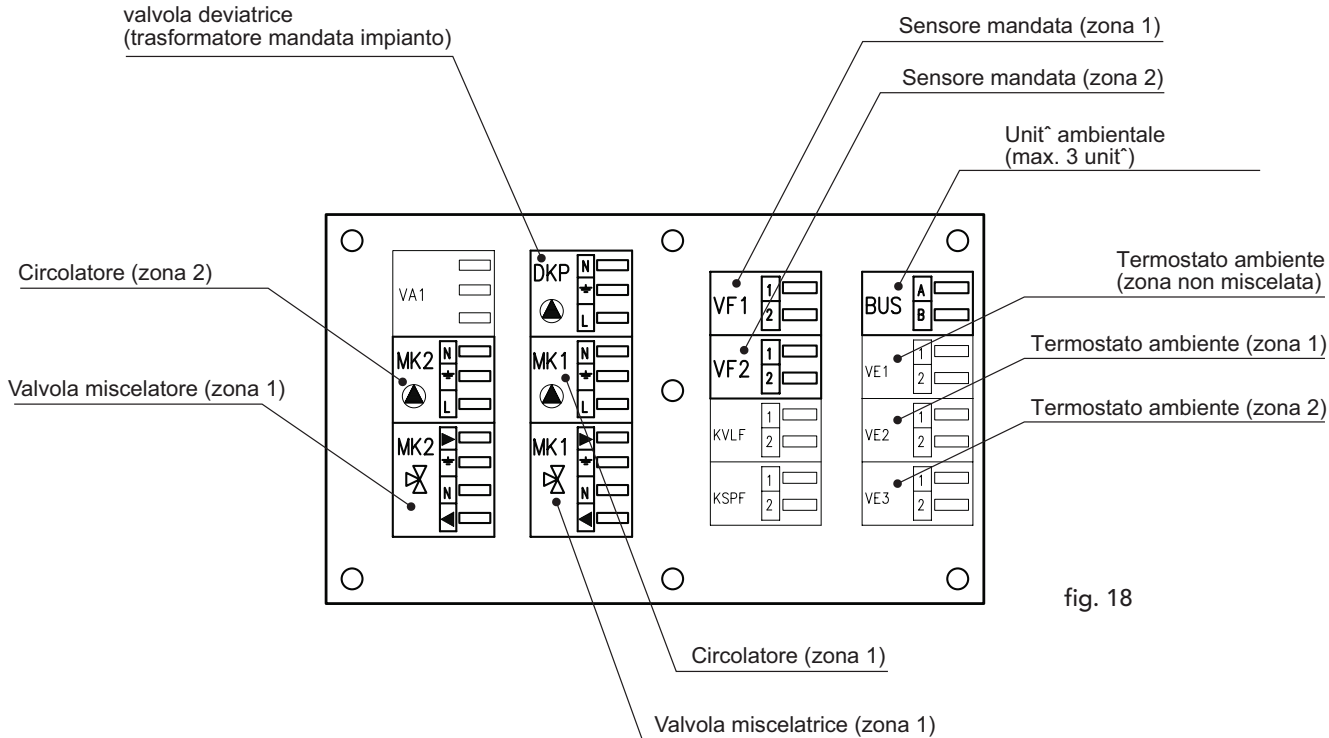 valvola deviatrice
(trasformatore mandata impianto)
Sensore mandata (zona 1)
Sensore mandata (zona 2)
Unitˆ ambientale
(max. 3 unitˆ)
Circolatore (zona 2)
Valvola miscelatore (zona 1)
Termostato ambiente
(zona non miscelata)
Termostato ambiente (zona 1)
Termostato ambiente (zona 2)
VA1
MK2
N
L
MK2
N
DKP
N
L
MK1
N
L
MK1
N
VF1
1
2
VF2
1
2
KVLF
1
2
KSPF
1
2
BUS
A
B
VE1
1
2
VE2
1
2
VE3
1
2
fig. 18
Circolatore (zona 1)
Valvola miscelatrice (zona 1)